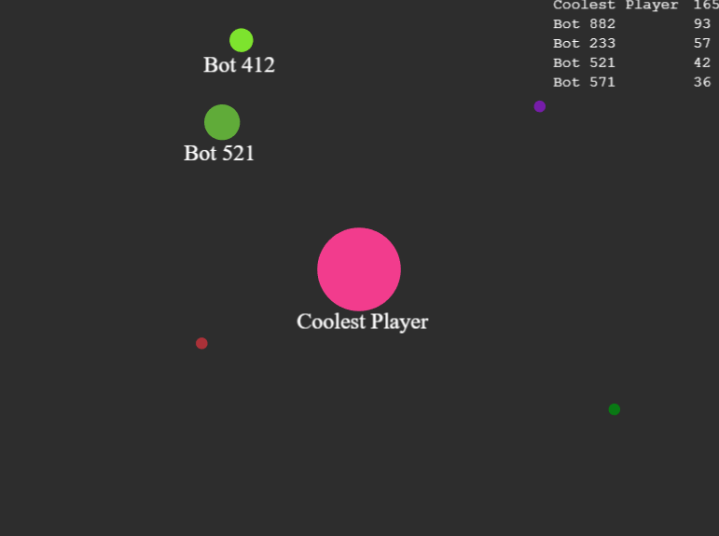 Coolest Player 165
Bot 882 93
Bot 233 57
Bot 521 42
Bot 571 36
Bot 412
Bot 521
Coolest Player